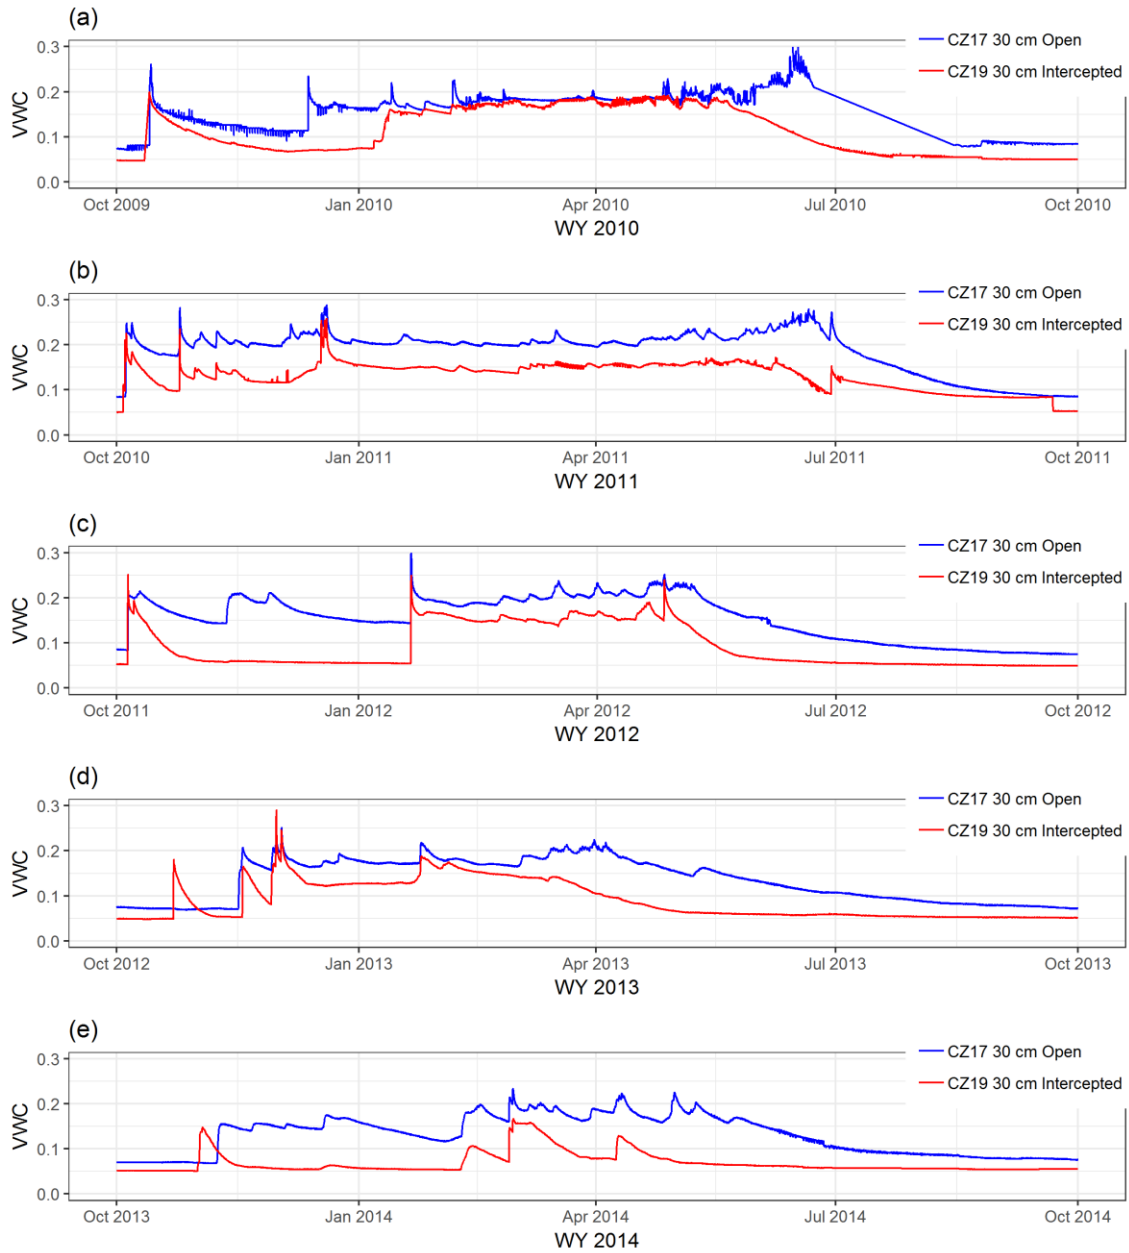 (a)
CZ17 30 cm Open
CZ19 30 cm Intercepted
VWC
0.3
0.2
0.1
0.0
Oct 2009 Jan 2010 Apr 2010 Jul 2010 Oct 2010
WY 2010
(b)
CZ17 30 cm Open
CZ19 30 cm Intercepted
VWC
0.3
0.2
0.1
0.0
Oct 2010 Jan 2011 Apr 2011 Jul 2011 Oct 2011
WY 2011
(c)
CZ17 30 cm Open
CZ19 30 cm Intercepted
VWC
0.3
0.2
0.1
0.0
Oct 2011 Jan 2012 Apr 2012 Jul 2012 Oct 2012
WY 2012
(d)
CZ17 30 cm Open
CZ19 30 cm Intercepted
VWC
0.3
0.2
0.1
0.0
Oct 2012 Jan 2013 Apr 2013 Jul 2013 Oct 2013
WY 2013
(e)
CZ17 30 cm Open
CZ19 30 cm Intercepted
VWC
0.3
0.2
0.1
0.0
Oct 2013 Jan 2014 Apr 2014 Jul 2014 Oct 2014
WY 2014